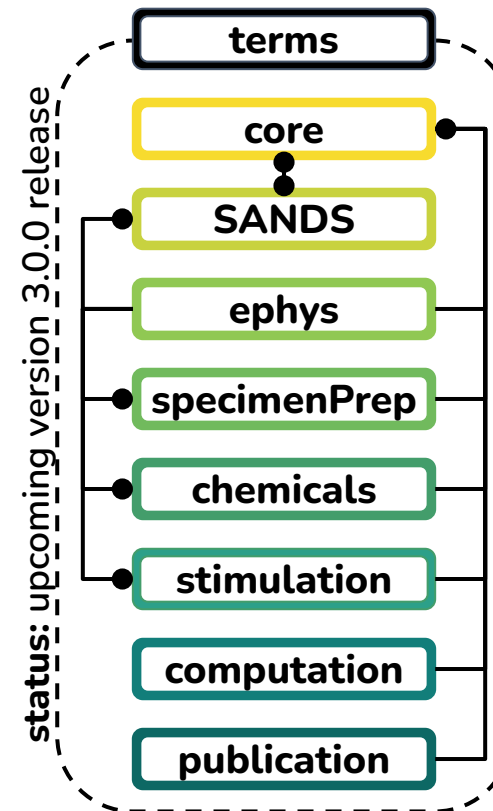 terms
core
SANDS
ephys
specimenPrep
chemicals
stimulation
computation
publication
status: upcoming version 3.0.0 release